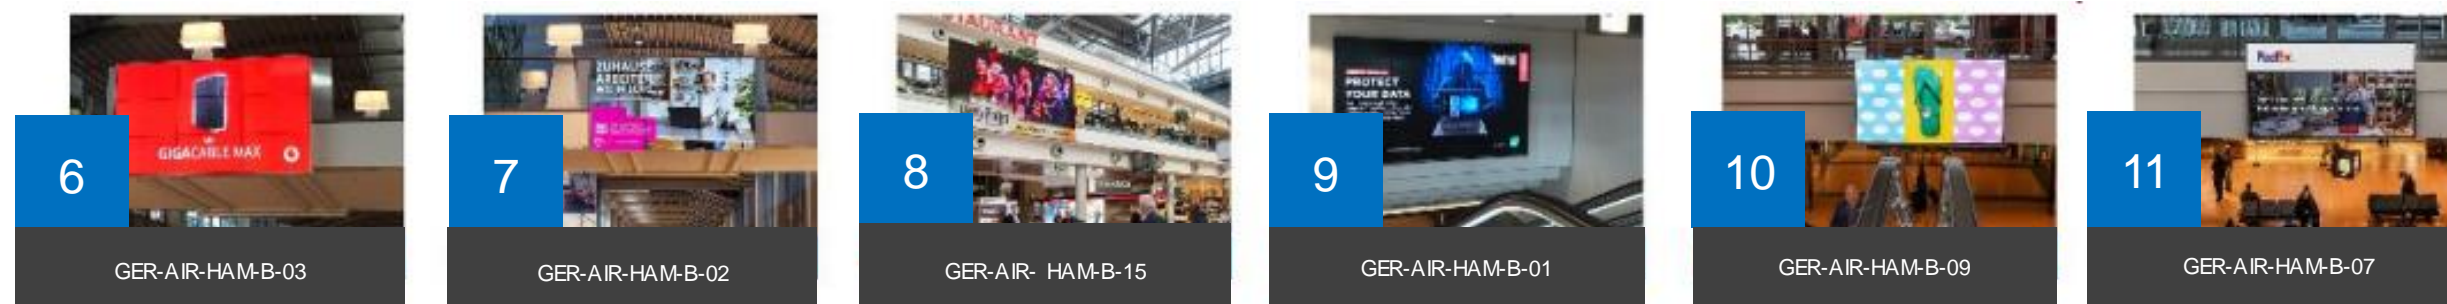 GIGACABLE MAX
6
GER-AIR-HAM-B-03
ZUHAUSE
ARBEITEN
7
GER-AIR-HAM-B-02
8
GER-AIR- HAM-B-15
PROTECT
YOUR DATA
9
GER-AIR-HAM-B-01
10
GER-AIR-HAM-B-09
FedEx
11
GER-AIR-HAM-B-07